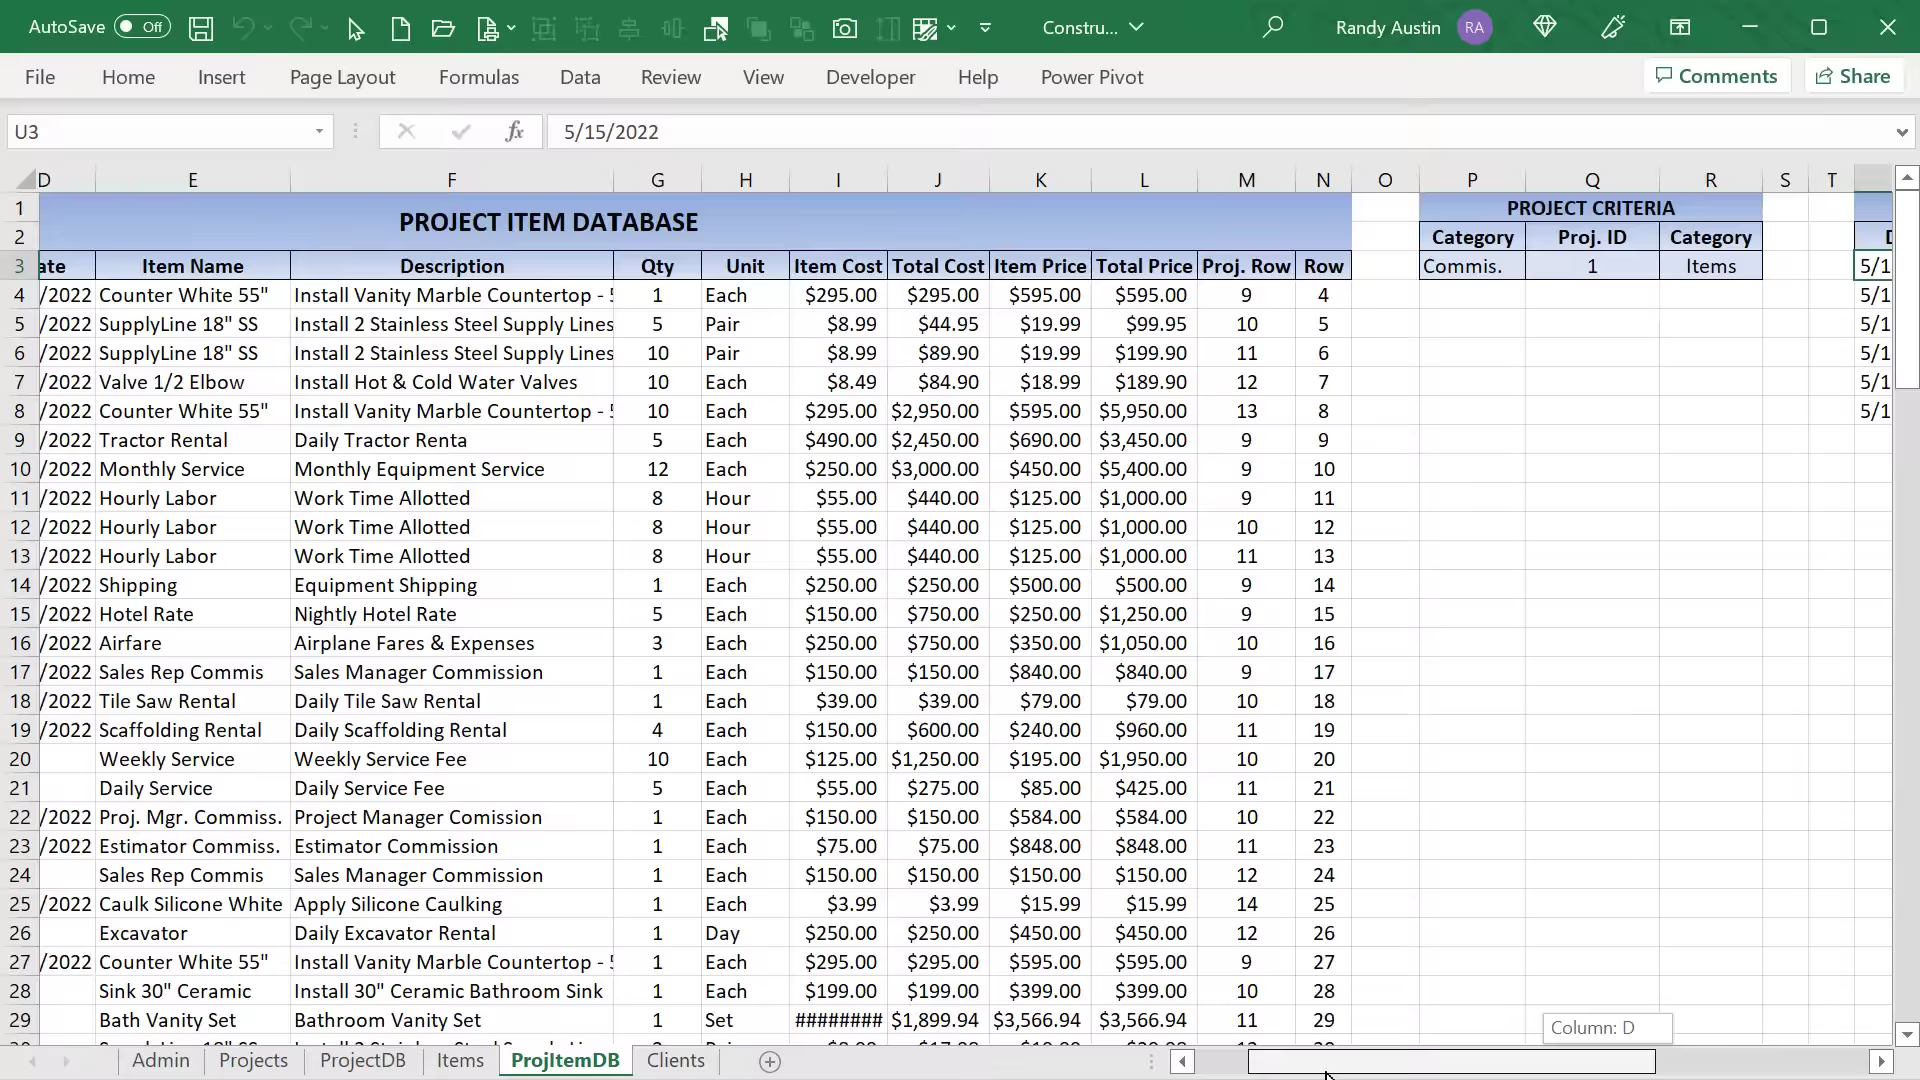 AutoSave Off Constru... Randy Austin RA
File Home Insert Page Layout Formulas Data Review View Developer Help Power Pivot Comments Share
U3 fx 5/15/2022
D E F G H I J K L M N O P Q R S T
1 PROJECT ITEM DATABASE PROJECT CRITERIA
2 Category Proj. ID Category
3 ate Item Name Description Qty Unit Item Cost Total Cost Item Price Total Price Proj. Row Row Commis. 1 Items 5/1
4 /2022 Counter White 55" Install Vanity Marble Countertop - 1 Each $295.00 $295.00 $595.00 $595.00 9 4 5/1
5 /2022 SupplyLine 18" SS Install 2 Stainless Steel Supply Lines 5 Pair $8.99 $44.95 $19.99 $99.95 10 5 5/1
6 /2022 SupplyLine 18" SS Install 2 Stainless Steel Supply Lines 10 Pair $8.99 $89.90 $19.99 $199.90 11 6 5/1
7 /2022 Valve 1/2 Elbow Install Hot & Cold Water Valves 10 Each $8.49 $84.90 $18.99 $189.90 12 7 5/1
8 /2022 Counter White 55" Install Vanity Marble Countertop - 10 Each $295.00 $2,950.00 $595.00 $5,950.00 13 8 5/1
9 /2022 Tractor Rental Daily Tractor Renta 5 Each $490.00 $2,450.00 $690.00 $3,450.00 9 9
10 /2022 Monthly Service Monthly Equipment Service 12 Each $250.00 $3,000.00 $450.00 $5,400.00 9 10
11 /2022 Hourly Labor Work Time Allotted 8 Hour $55.00 $440.00 $125.00 $1,000.00 9 11
12 /2022 Hourly Labor Work Time Allotted 8 Hour $55.00 $440.00 $125.00 $1,000.00 10 12
13 /2022 Hourly Labor Work Time Allotted 8 Hour $55.00 $440.00 $125.00 $1,000.00 11 13
14 /2022 Shipping Equipment Shipping 1 Each $250.00 $250.00 $500.00 $500.00 9 14
15 /2022 Hotel Rate Nightly Hotel Rate 5 Each $150.00 $750.00 $250.00 $1,250.00 9 15
16 /2022 Airfare Airplane Fares & Expenses 3 Each $250.00 $750.00 $350.00 $1,050.00 10 16
17 /2022 Sales Rep Commis Sales Manager Commission 1 Each $150.00 $150.00 $840.00 $840.00 9 17
18 /2022 Tile Saw Rental Daily Tile Saw Rental 1 Each $39.00 $39.00 $79.00 $79.00 10 18
19 /2022 Scaffolding Rental Daily Scaffolding Rental 4 Each $150.00 $600.00 $240.00 $960.00 11 19
20 Weekly Service Weekly Service Fee 10 Each $125.00 $1,250.00 $195.00 $1,950.00 10 20
21 Daily Service Daily Service Fee 5 Each $55.00 $275.00 $85.00 $425.00 11 21
22 /2022 Proj. Mgr. Commiss. Project Manager Comission 1 Each $150.00 $150.00 $584.00 $584.00 10 22
23 /2022 Estimator Commiss. Estimator Commission 1 Each $75.00 $75.00 $848.00 $848.00 11 23
24 Sales Rep Commis Sales Manager Commission 1 Each $150.00 $150.00 $150.00 $150.00 12 24
25 /2022 Caulk Silicone White Apply Silicone Caulking 1 Each $3.99 $3.99 $15.99 $15.99 14 25
26 Excavator Daily Excavator Rental 1 Day $250.00 $250.00 $450.00 $450.00 12 26
27 /2022 Counter White 55" Install Vanity Marble Countertop - 1 Each $295.00 $295.00 $595.00 $595.00 9 27
28 Sink 30" Ceramic Install 30" Ceramic Bathroom Sink 1 Each $199.00 $199.00 $399.00 $399.00 10 28
29 Bath Vanity Set Bathroom Vanity Set 1 Set ######## $1,899.94 $3,566.94 $3,566.94 11 29
Column: D
Admin Projects ProjectDB Items ProjItemDB Clients